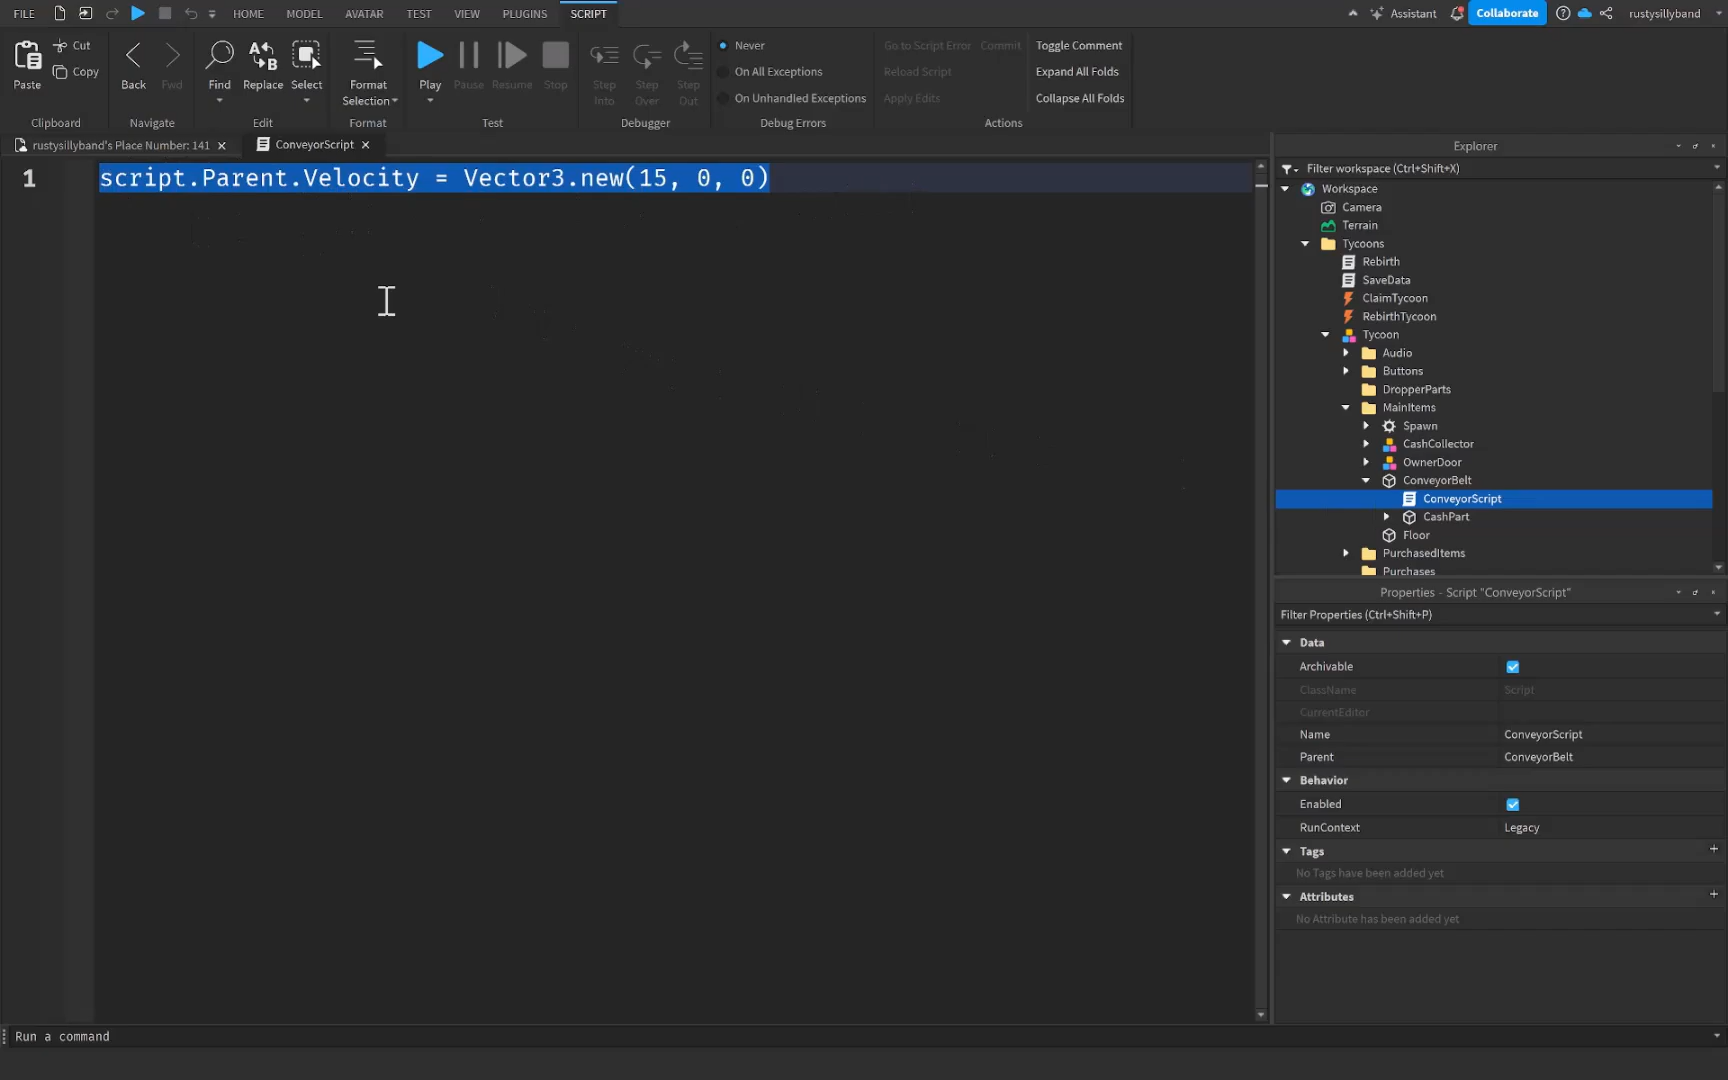 FILE HOME MODEL AVATAR TEST VIEW PLUGINS SCRIPT Assistant Collaborate rustysillyband
Paste Cut Copy Clipboard
Back Fwd Navigate
Find Replace Select Edit
Format Selection Format
Play Pause Resume Stop Test
Step Into Step Over Step Out Debugger
Never
On All Exceptions
On Unhandled Exceptions
Debug Errors
Go to Script Error Commit
Reload Script
Apply Edits
Toggle Comment
Expand All Folds
Collapse All Folds
Actions
rustysillyband's Place Number: 141 ConveyorScript
1 script.Parent.Velocity = Vector3.new(15, 0, 0)
Explorer
Filter workspace (Ctrl+Shift+X)
Workspace
Camera
Terrain
Tycoons
Rebirth
SaveData
ClaimTycoon
RebirthTycoon
Tycoon
Audio
Buttons
DropperParts
MainItems
Spawn
CashCollector
OwnerDoor
ConveyorBelt
ConveyorScript
CashPart
Floor
PurchasedItems
Purchases
Properties - Script "ConveyorScript"
Filter Properties (Ctrl+Shift+P)
Data
Archivable
ClassName Script
CurrentEditor
Name ConveyorScript
Parent ConveyorBelt
Behavior
Enabled
RunContext Legacy
Tags
No Tags have been added yet
Attributes
No Attribute has been added yet
Run a command